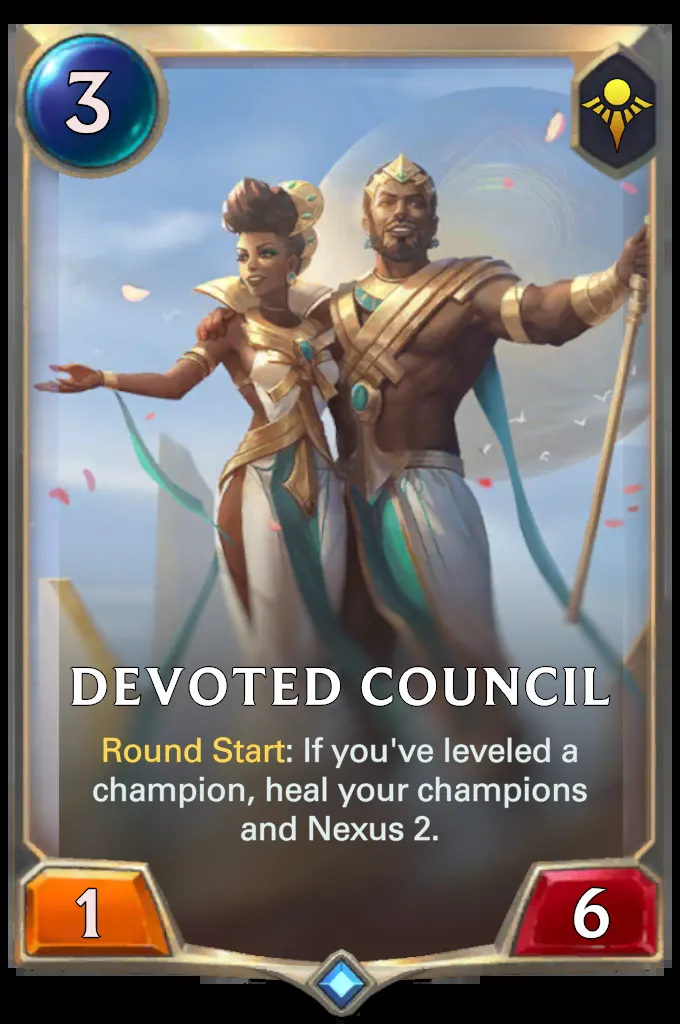 3
DEVOTED COUNCIL
Round Start: If you've leveled a
champion, heal your champions
and Nexus 2.
1
6